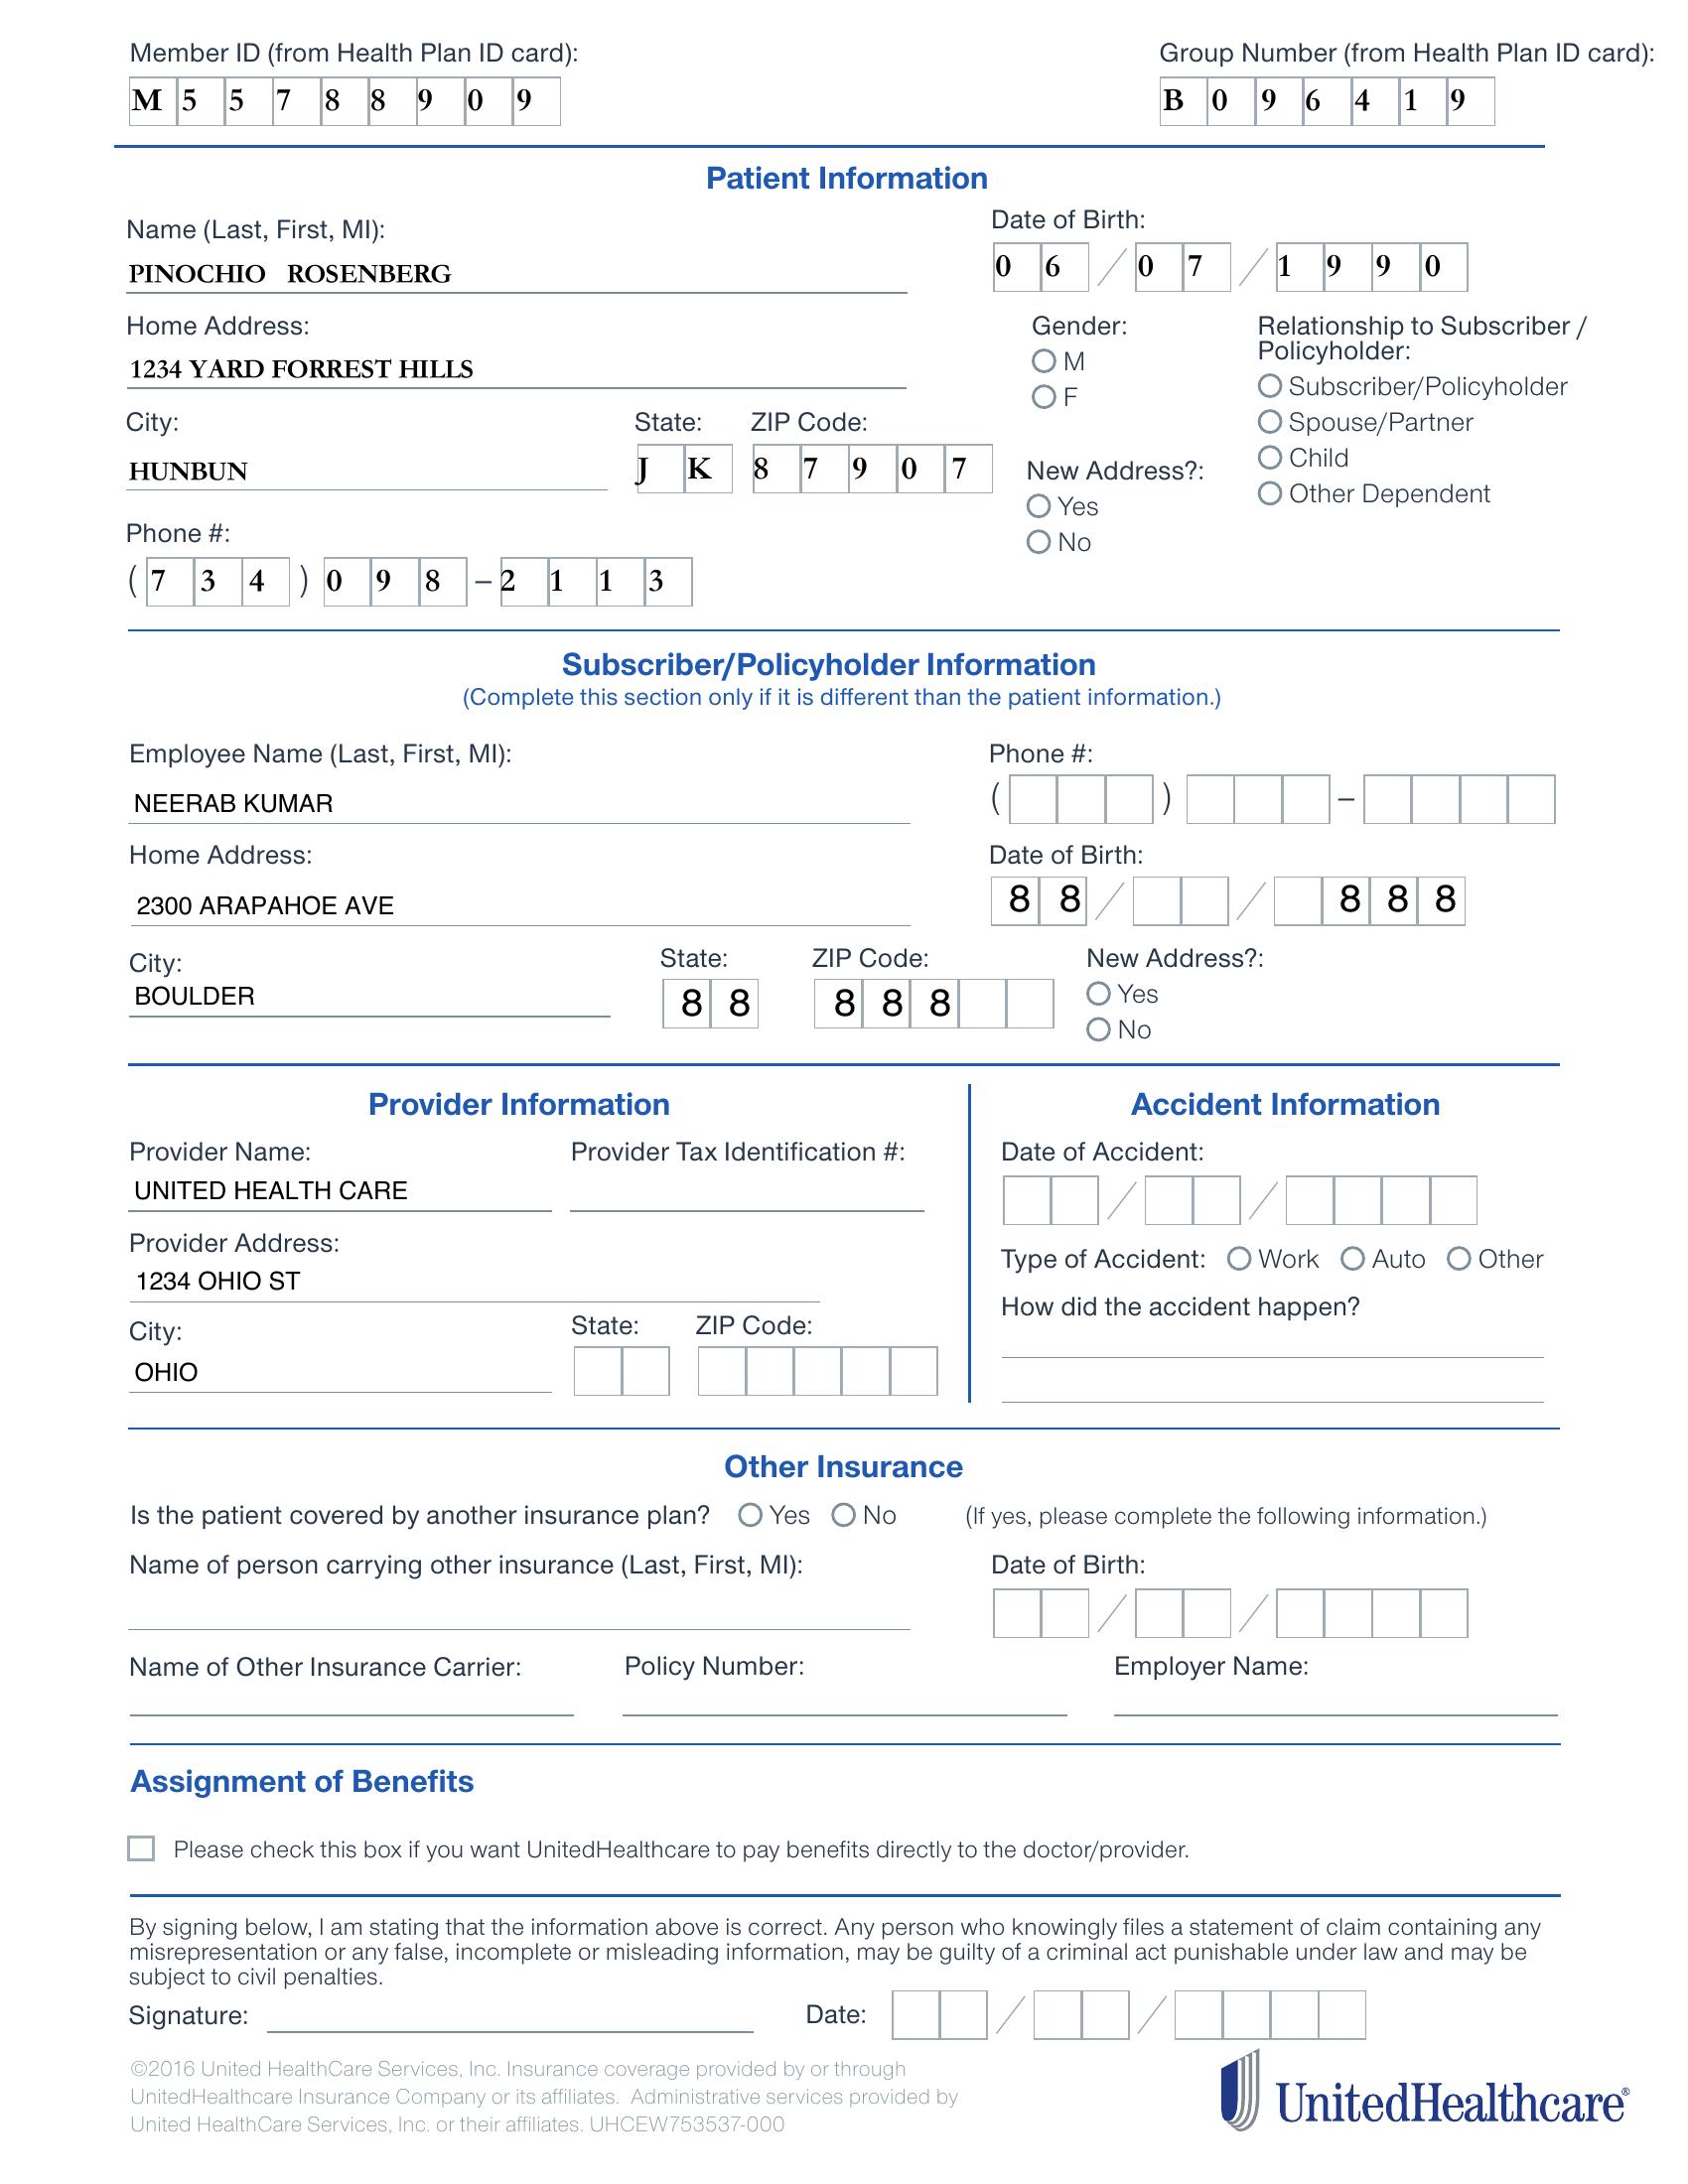 Member ID (from Health Plan ID card): Group Number (from Health Plan ID card):
M 5 5 7 8 8 9 0 9 B 0 9 6 4 1 9
Patient Information
Name (Last, First, MI): Date of Birth:
PINOCHIO ROSENBERG 0 6 / 0 7 / 1 9 9 0
Home Address: Gender: Relationship to Subscriber /
Policyholder:
1234 YARD FORREST HILLS M Subscriber/Policyholder
F Spouse/Partner
City: State: ZIP Code: Child
HUNBUN J K 8 7 9 0 7 New Address?: Other Dependent
Yes
Phone #: No
( 7 3 4 ) 0 9 8 – 2 1 1 3
Subscriber/Policyholder Information
(Complete this section only if it is different than the patient information.)
Employee Name (Last, First, MI): Phone #:
NEERAB KUMAR ( ) –
Home Address: Date of Birth:
2300 ARAPAHOE AVE 8 8 / / 8 8 8
City: State: ZIP Code: New Address?:
BOULDER 8 8 8 8 8 Yes
No
Provider Information Accident Information
Provider Name: Provider Tax Identification #: Date of Accident:
UNITED HEALTH CARE / /
Provider Address: Type of Accident: Work Auto Other
1234 OHIO ST How did the accident happen?
City: State: ZIP Code:
OHIO
Other Insurance
Is the patient covered by another insurance plan? Yes No (If yes, please complete the following information.)
Name of person carrying other insurance (Last, First, MI): Date of Birth:
/ /
Name of Other Insurance Carrier: Policy Number: Employer Name:
Assignment of Benefits
Please check this box if you want UnitedHealthcare to pay benefits directly to the doctor/provider.
By signing below, I am stating that the information above is correct. Any person who knowingly files a statement of claim containing any
misrepresentation or any false, incomplete or misleading information, may be guilty of a criminal act punishable under law and may be
subject to civil penalties.
Signature: Date: / /
©2016 United HealthCare Services, Inc. Insurance coverage provided by or through
UnitedHealthcare Insurance Company or its affiliates. Administrative services provided by
United HealthCare Services, Inc. or their affiliates. UHCEW753537-000
UnitedHealthcare®